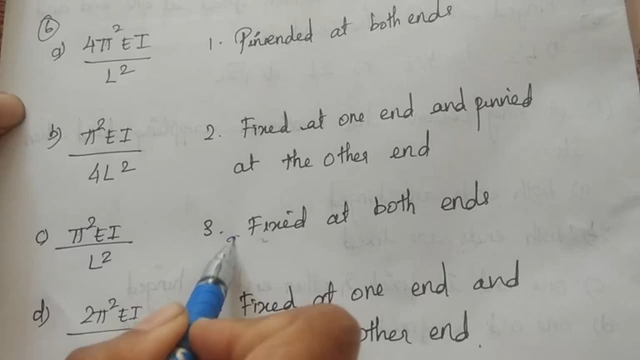 6
a) 4π²EI / L² 1. Pinended at both ends
b) π²EI / 4L² 2. Fixed at one end and pinned
at the other end
c) π²EI / L² 3. Fixed at both ends
d) 2π²EI Fixed at one end and
other end.